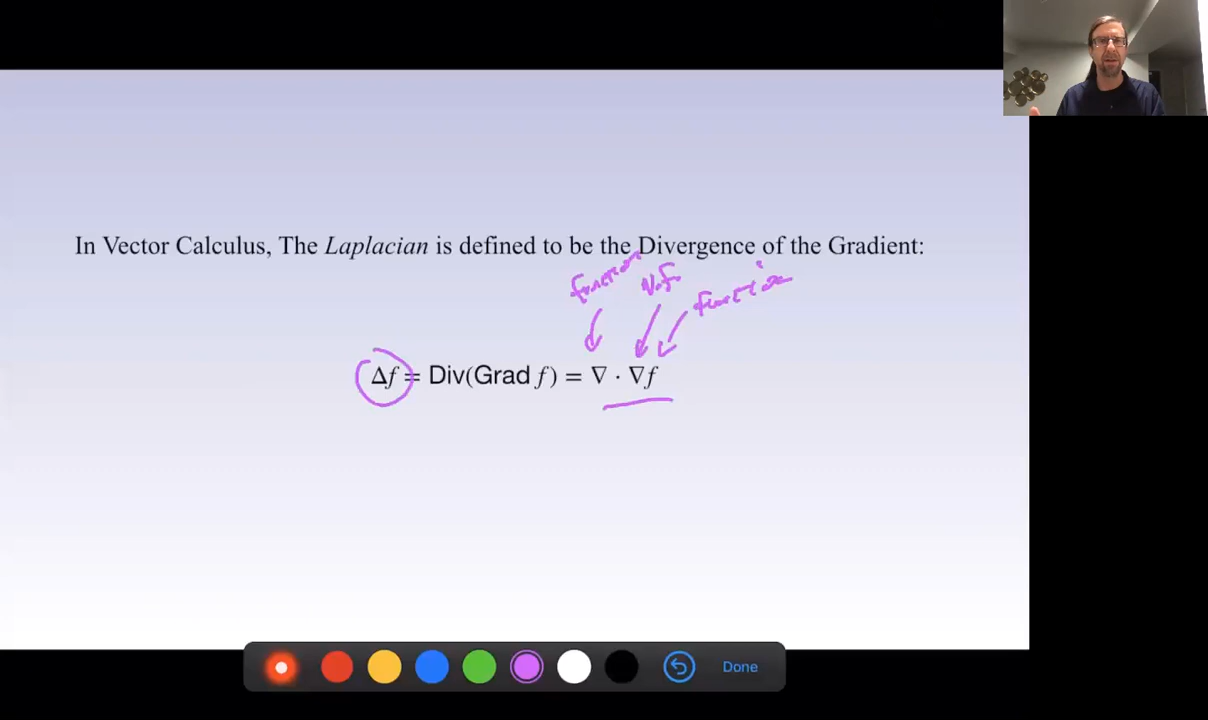 In Vector Calculus, The Laplacian is defined to be the Divergence of the Gradient:
function V.f. function
Δf = Div(Grad f) = ∇ · ∇f
Done